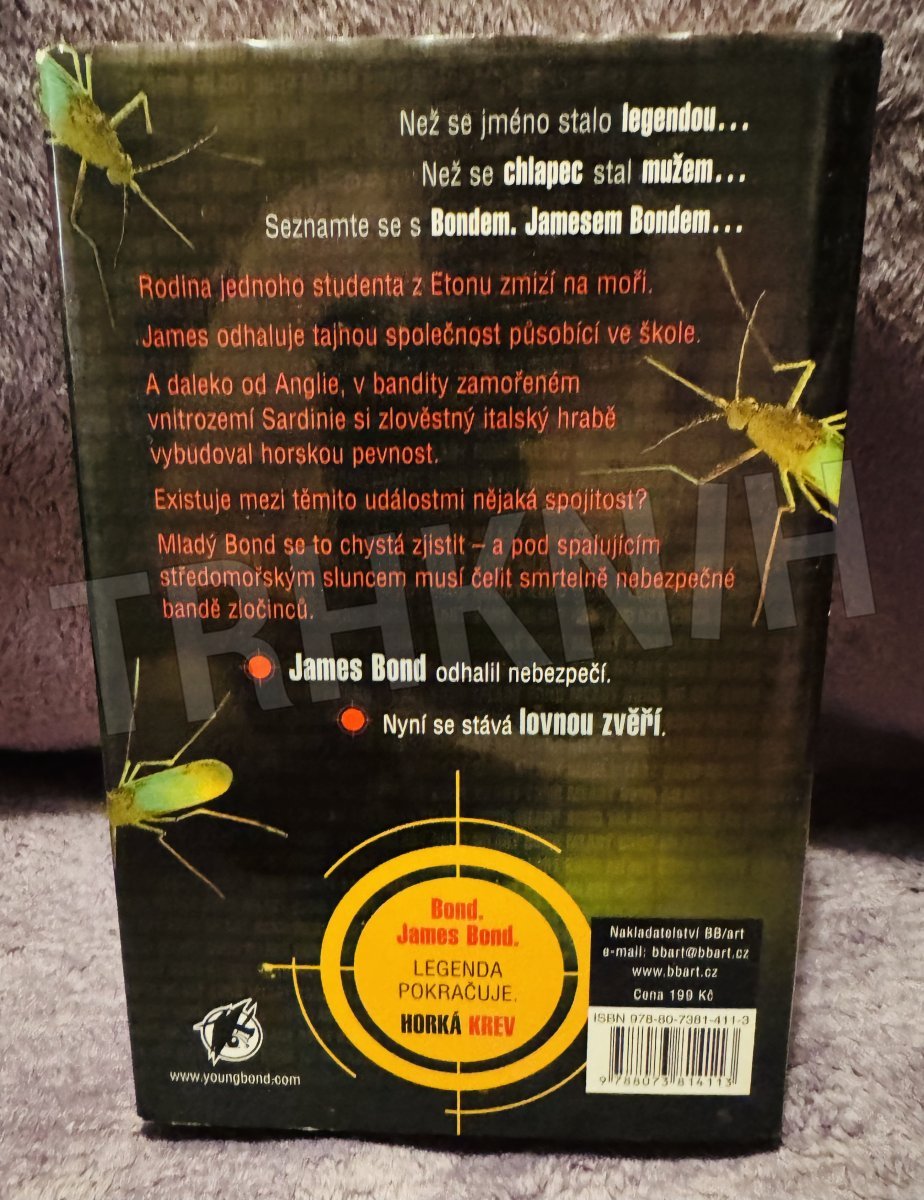 Než se jméno stalo legendou...
Než se chlapec stal mužem...
Seznamte se s Bondem. Jamesem Bondem...
Rodina jednoho studenta z Etonu zmizí na moři.
James odhaluje tajnou společnost působící ve škole.
A daleko od Anglie, v bandity zamořeném
vnitrozemí Sardinie si zlověstný italský hrabě
vybudoval horskou pevnost.
Existuje mezi těmito událostmi nějaká spojitost?
Mladý Bond se to chystá zjistit – a pod spalujícím
středomořským sluncem musí čelit smrtelně nebezpečné
bandě zločinců.
TRHKNIH
James Bond odhalil nebezpečí.
Nyní se stává lovnou zvěří.
Bond.
James Bond.
LEGENDA
POKRAČUJE.
HORKÁ KREV
www.youngbond.com
Nakladatelství BB/art
e-mail: bbart@bbart.cz
www.bbart.cz
Cena 199 Kč
ISBN 978-80-7381-411-3
9 788073 814113